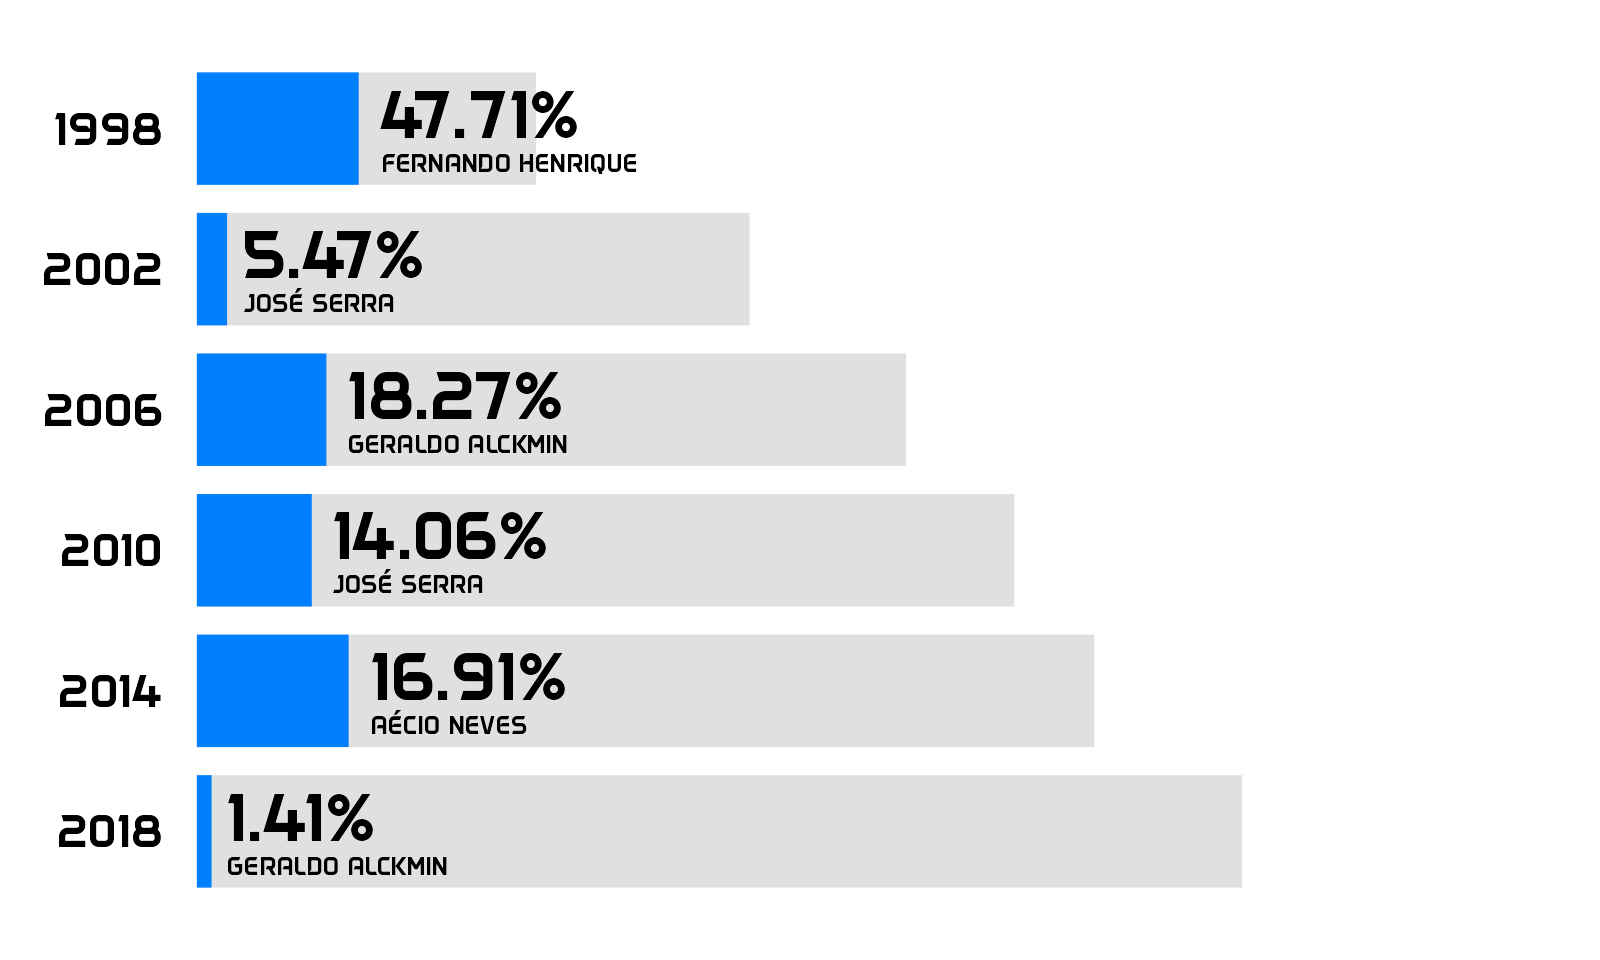 1998
47.71%
FERNANDO HENRIQUE
2002
5.47%
JOSÉ SERRA
2006
18.27%
GERALDO ALCKMIN
2010
14.06%
JOSÉ SERRA
2014
16.91%
AÉCIO NEVES
2018
1.41%
GERALDO ALCKMIN